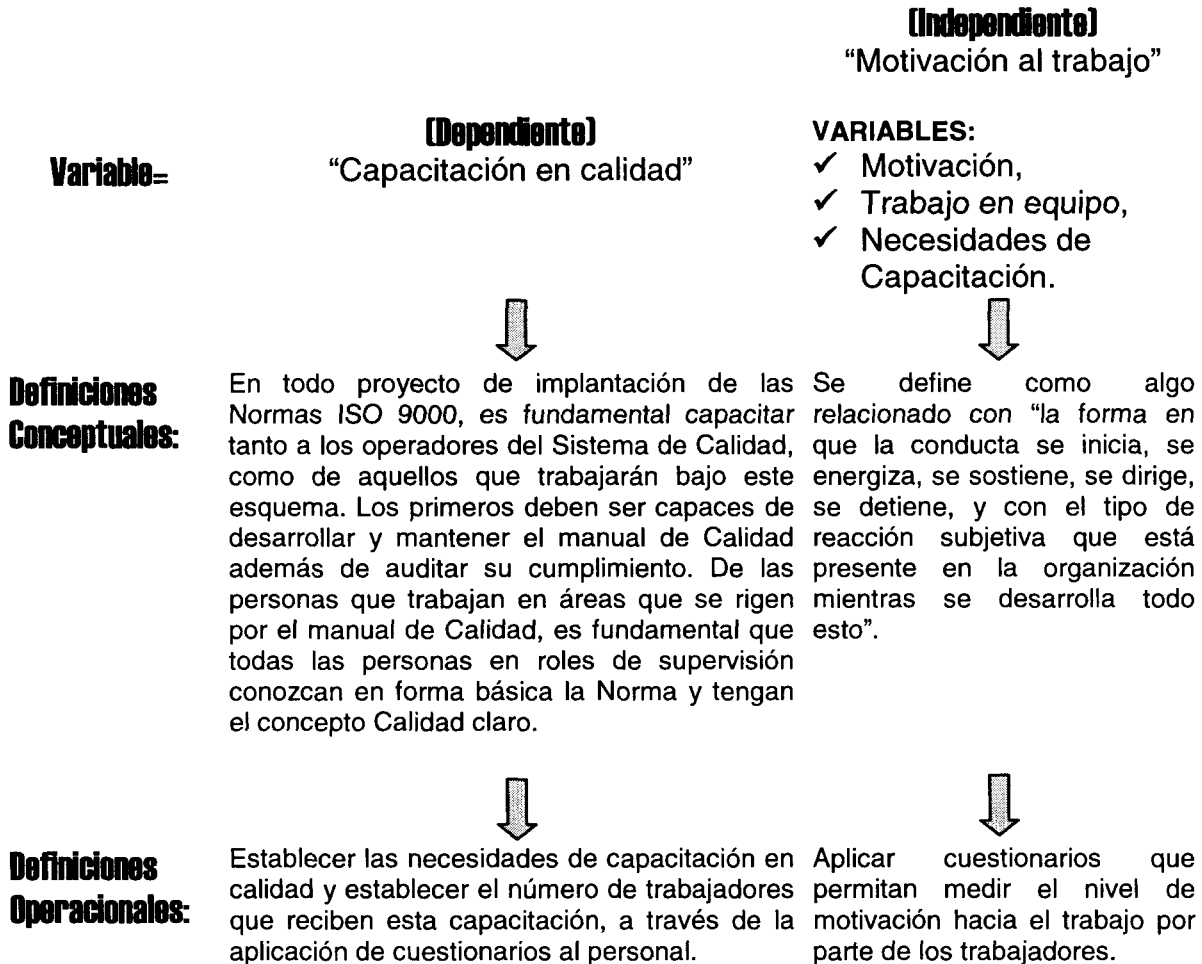 (Independiente)
“Motivación al trabajo”
(Dependiente)
“Capacitación en calidad”
Variable=
VARIABLES:
✓ Motivación,
✓ Trabajo en equipo,
✓ Necesidades de
Capacitación.
Definiciones
Conceptuales:
En todo proyecto de implantación de las
Normas ISO 9000, es fundamental capacitar
tanto a los operadores del Sistema de Calidad,
como de aquellos que trabajarán bajo este
esquema. Los primeros deben ser capaces de
desarrollar y mantener el manual de Calidad
además de auditar su cumplimiento. De las
personas que trabajan en áreas que se rigen
por el manual de Calidad, es fundamental que
todas las personas en roles de supervisión
conozcan en forma básica la Norma y tengan
el concepto Calidad claro.
Se define como algo
relacionado con “la forma en
que la conducta se inicia, se
energiza, se sostiene, se dirige,
se detiene, y con el tipo de
reacción subjetiva que está
presente en la organización
mientras se desarrolla todo
esto”.
Definiciones
Operacionales:
Establecer las necesidades de capacitación en
calidad y establecer el número de trabajadores
que reciben esta capacitación, a través de la
aplicación de cuestionarios al personal.
Aplicar cuestionarios que
permitan medir el nivel de
motivación hacia el trabajo por
parte de los trabajadores.